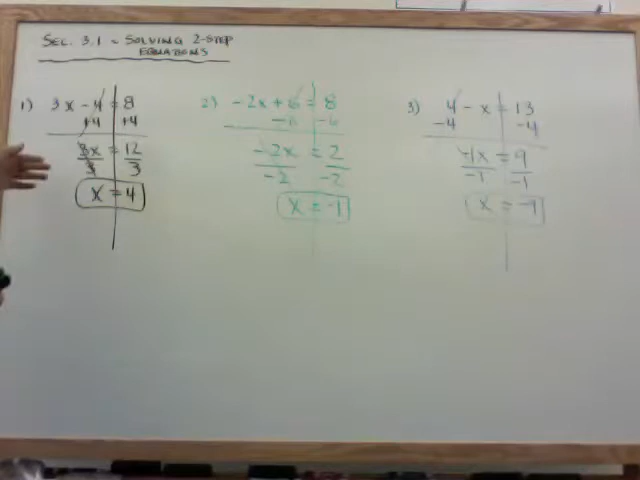 SEC. 3.1 = SOLVING 2-STEP
EQUATIONS
1) 3x - 4 = 8
+4 +4
3x = 12
3 3
x = 4
2) -2x + 6 = 8
-6 -6
-2x = 2
-2 -2
x = -1
3) 4 - x = 13
-4 -4
-1x = 9
-1 -1
x = -9